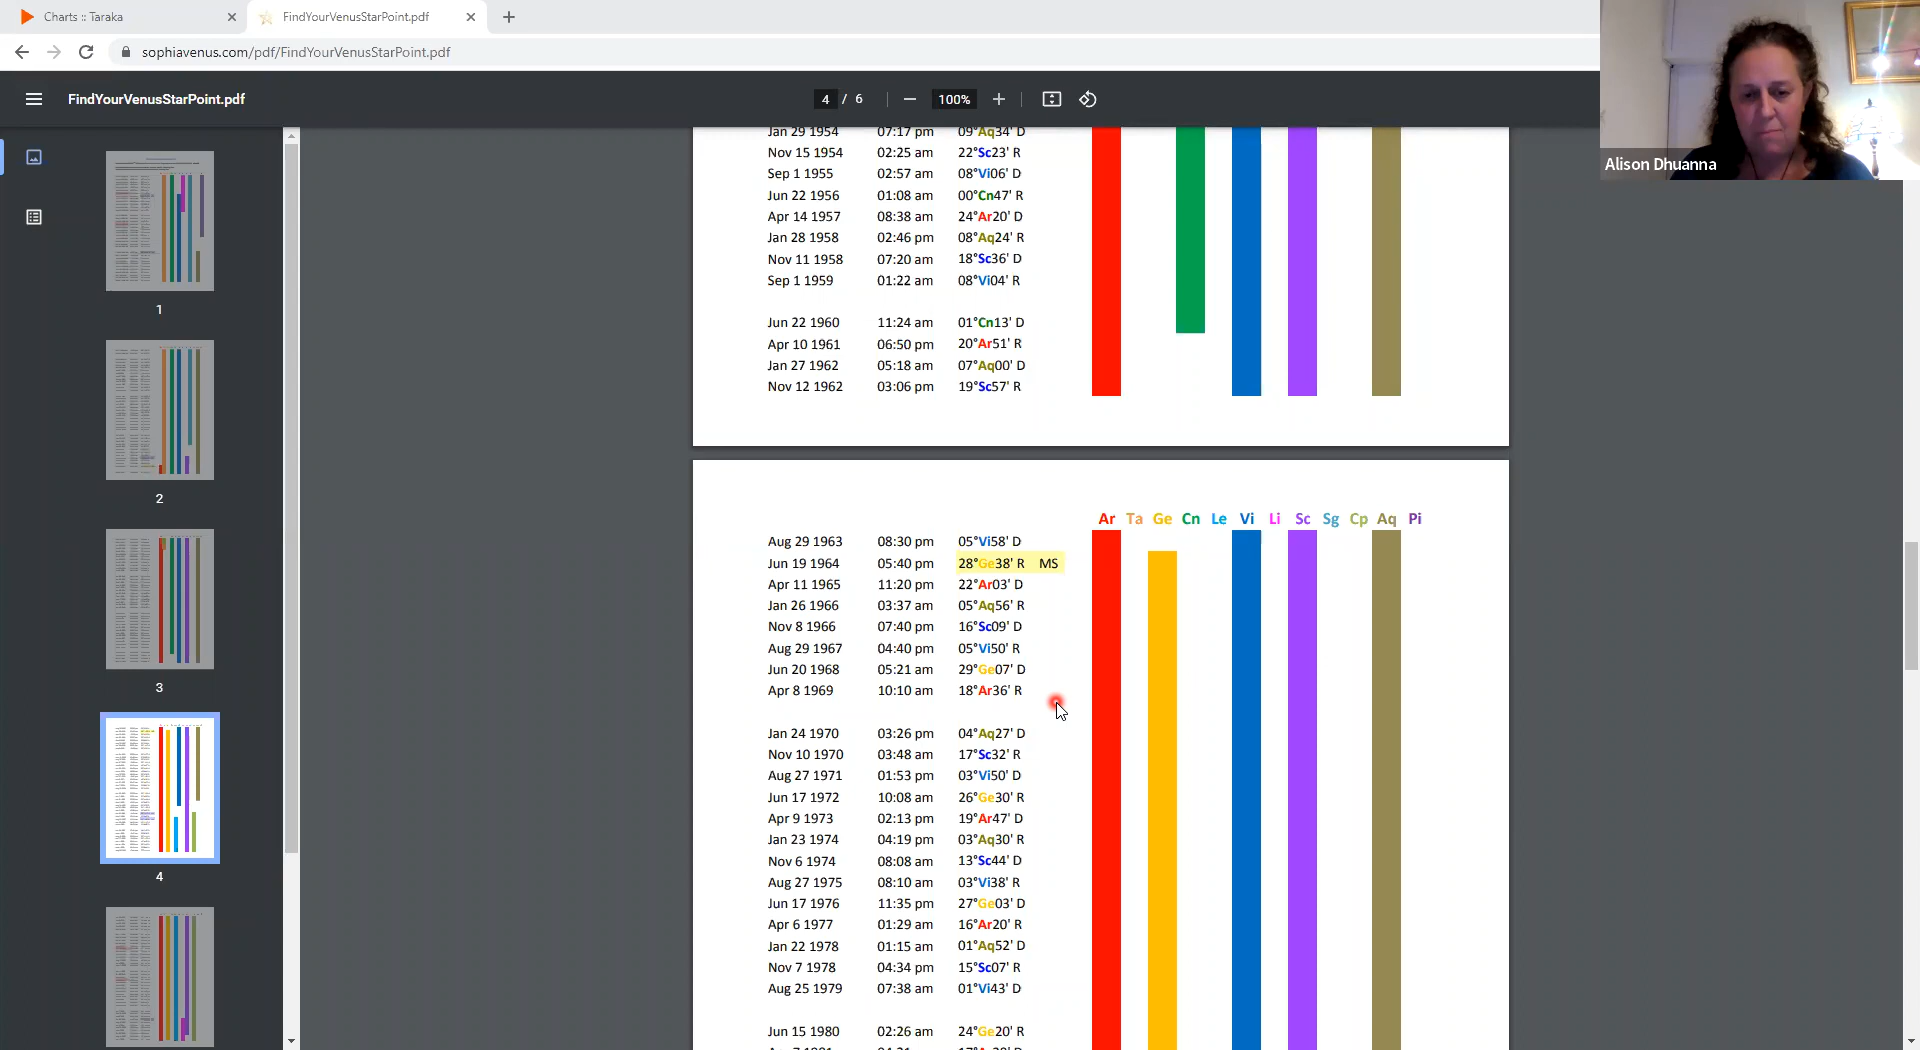 Charts :: Taraka
FindYourVenusStarPoint.pdf
sophiavenus.com/pdf/FindYourVenusStarPoint.pdf
FindYourVenusStarPoint.pdf
4 / 6
100%
Alison Dhuanna
1
2
3
4
Jan 29 1954 07:17 pm 09°Aq34' D
Nov 15 1954 02:25 am 22°Sc23' R
Sep 1 1955 02:57 am 08°Vi06' D
Jun 22 1956 01:08 am 00°Cn47' R
Apr 14 1957 08:38 am 24°Ar20' D
Jan 28 1958 02:46 pm 08°Aq24' R
Nov 11 1958 07:20 am 18°Sc36' D
Sep 1 1959 01:22 am 08°Vi04' R
Jun 22 1960 11:24 am 01°Cn13' D
Apr 10 1961 06:50 pm 20°Ar51' R
Jan 27 1962 05:18 am 07°Aq00' D
Nov 12 1962 03:06 pm 19°Sc57' R
Ar Ta Ge Cn Le Vi Li Sc Sg Cp Aq Pi
Aug 29 1963 08:30 pm 05°Vi58' D
Jun 19 1964 05:40 pm 28°Ge38' R MS
Apr 11 1965 11:20 pm 22°Ar03' D
Jan 26 1966 03:37 am 05°Aq56' R
Nov 8 1966 07:40 pm 16°Sc09' D
Aug 29 1967 04:40 pm 05°Vi50' R
Jun 20 1968 05:21 am 29°Ge07' D
Apr 8 1969 10:10 am 18°Ar36' R
Jan 24 1970 03:26 pm 04°Aq27' D
Nov 10 1970 03:48 am 17°Sc32' R
Aug 27 1971 01:53 pm 03°Vi50' D
Jun 17 1972 10:08 am 26°Ge30' R
Apr 9 1973 02:13 pm 19°Ar47' D
Jan 23 1974 04:19 pm 03°Aq30' R
Nov 6 1974 08:08 am 13°Sc44' D
Aug 27 1975 08:10 am 03°Vi38' R
Jun 17 1976 11:35 pm 27°Ge03' D
Apr 6 1977 01:29 am 16°Ar20' R
Jan 22 1978 01:15 am 01°Aq52' D
Nov 7 1978 04:34 pm 15°Sc07' R
Aug 25 1979 07:38 am 01°Vi43' D
Jun 15 1980 02:26 am 24°Ge20' R